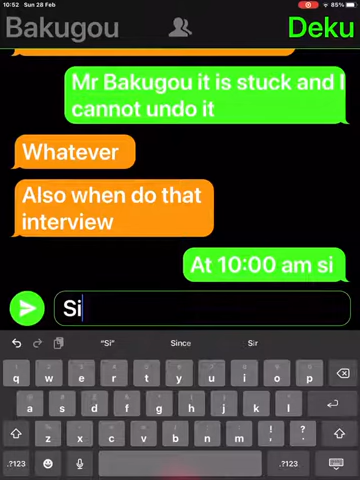 10:52 Sun 28 Feb
85%
Bakugou
Deku
Mr Bakugou it is stuck and I
cannot undo it
Whatever
Also when do that
interview
At 10:00 am si
Si
"Si"
Since
Sir
q w e r t y u i o p
a s d f g h j k l
z x c v b n m ! , ? .
.?123
.?123